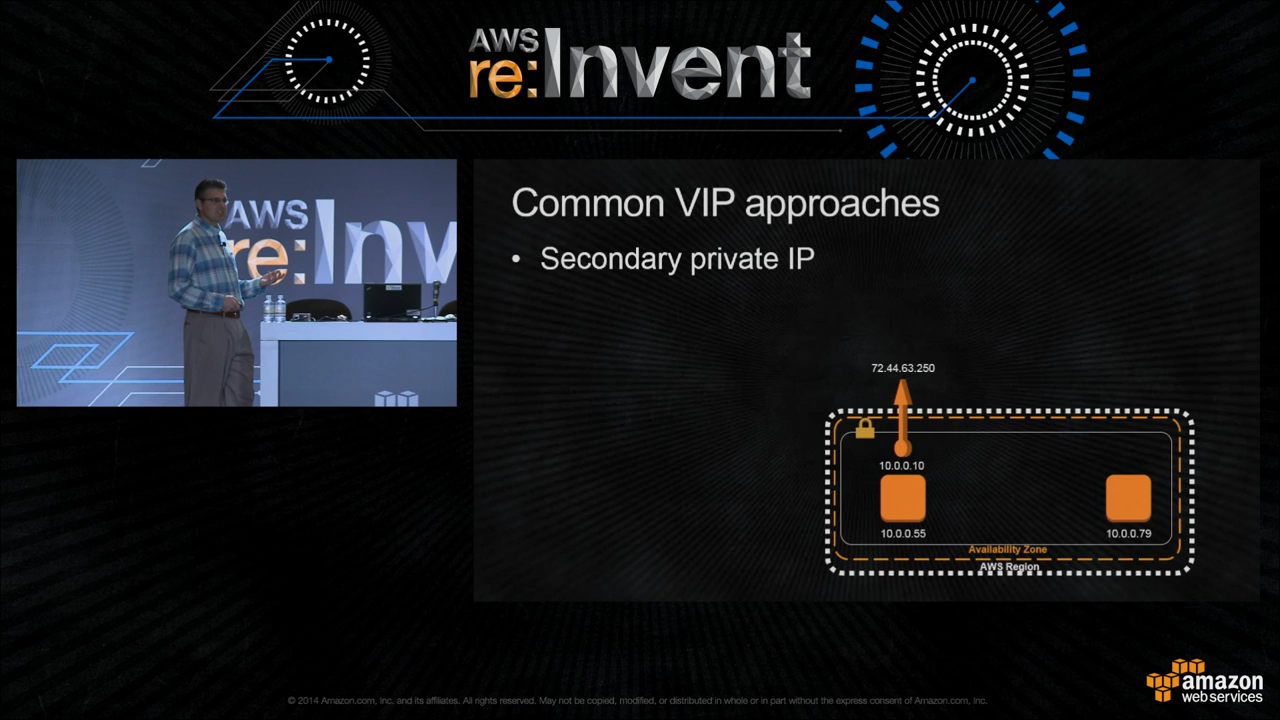 AWS
re:Invent
AWS
re:Inv
Common VIP approaches
• Secondary private IP
72.44.63.250
10.0.0.10
10.0.0.55
10.0.0.79
Availability Zone
AWS Region
amazon
web services
© 2014 Amazon.com, Inc. and its affiliates. All rights reserved. May not be copied, modified, or distributed in whole or in part without the express consent of Amazon.com, Inc.